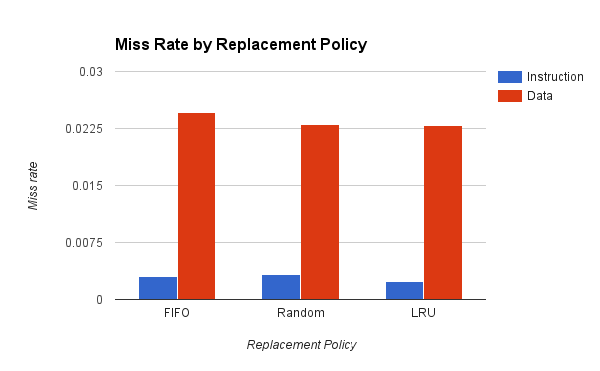 Miss Rate by Replacement Policy
Instruction
Data
Miss rate
0.03
0.0225
0.015
0.0075
0
FIFO
Random
LRU
Replacement Policy